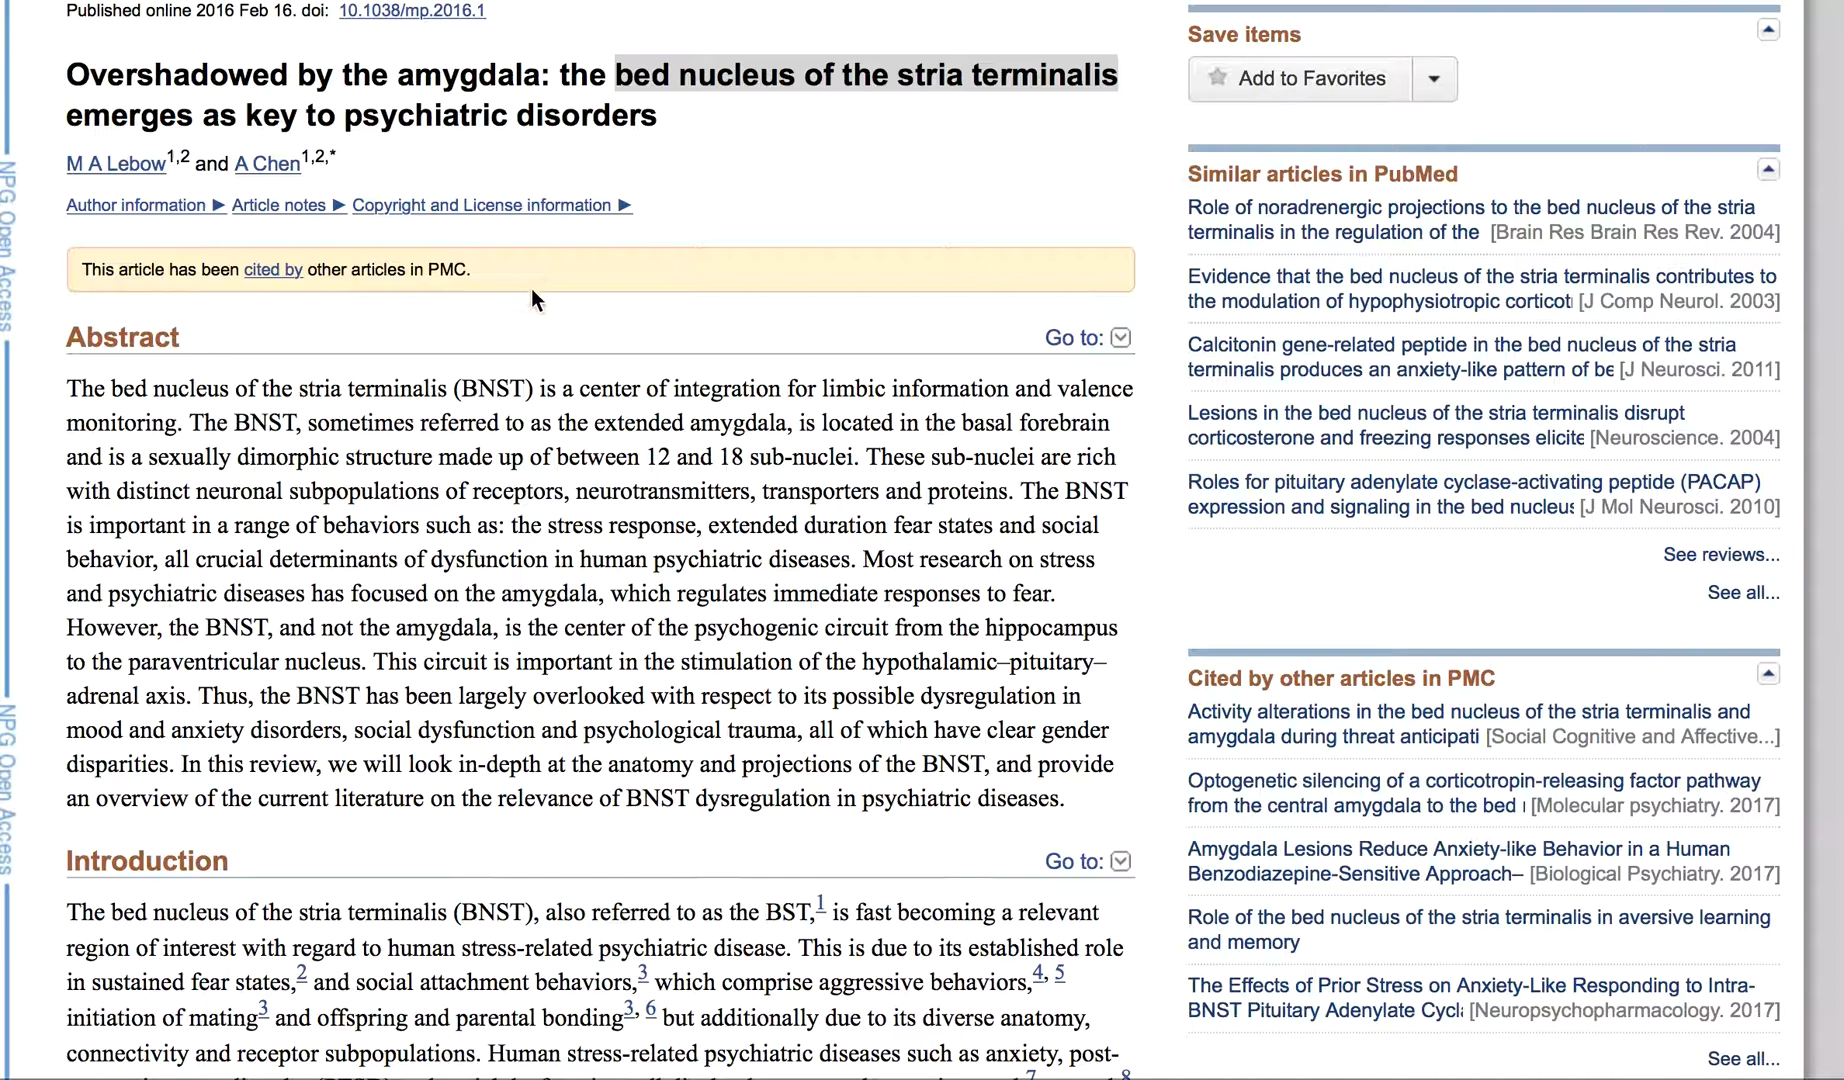 Published online 2016 Feb 16. doi: 10.1038/mp.2016.1
Overshadowed by the amygdala: the bed nucleus of the stria terminalis
emerges as key to psychiatric disorders
M A Lebow1,2 and A Chen1,2,*
Author information ▶ Article notes ▶ Copyright and License information ▶
This article has been cited by other articles in PMC.
Abstract
Go to:
The bed nucleus of the stria terminalis (BNST) is a center of integration for limbic information and valence
monitoring. The BNST, sometimes referred to as the extended amygdala, is located in the basal forebrain
and is a sexually dimorphic structure made up of between 12 and 18 sub-nuclei. These sub-nuclei are rich
with distinct neuronal subpopulations of receptors, neurotransmitters, transporters and proteins. The BNST
is important in a range of behaviors such as: the stress response, extended duration fear states and social
behavior, all crucial determinants of dysfunction in human psychiatric diseases. Most research on stress
and psychiatric diseases has focused on the amygdala, which regulates immediate responses to fear.
However, the BNST, and not the amygdala, is the center of the psychogenic circuit from the hippocampus
to the paraventricular nucleus. This circuit is important in the stimulation of the hypothalamic–pituitary–
adrenal axis. Thus, the BNST has been largely overlooked with respect to its possible dysregulation in
mood and anxiety disorders, social dysfunction and psychological trauma, all of which have clear gender
disparities. In this review, we will look in-depth at the anatomy and projections of the BNST, and provide
an overview of the current literature on the relevance of BNST dysregulation in psychiatric diseases.
Introduction
Go to:
The bed nucleus of the stria terminalis (BNST), also referred to as the BST,1 is fast becoming a relevant
region of interest with regard to human stress-related psychiatric disease. This is due to its established role
in sustained fear states,2 and social attachment behaviors,3 which comprise aggressive behaviors,4, 5
initiation of mating3 and offspring and parental bonding3, 6 but additionally due to its diverse anatomy,
connectivity and receptor subpopulations. Human stress-related psychiatric diseases such as anxiety, post-
7 8
Save items
Add to Favorites
Similar articles in PubMed
Role of noradrenergic projections to the bed nucleus of the stria
terminalis in the regulation of the [Brain Res Brain Res Rev. 2004]
Evidence that the bed nucleus of the stria terminalis contributes to
the modulation of hypophysiotropic corticot [J Comp Neurol. 2003]
Calcitonin gene-related peptide in the bed nucleus of the stria
terminalis produces an anxiety-like pattern of be [J Neurosci. 2011]
Lesions in the bed nucleus of the stria terminalis disrupt
corticosterone and freezing responses elicite [Neuroscience. 2004]
Roles for pituitary adenylate cyclase-activating peptide (PACAP)
expression and signaling in the bed nucleus [J Mol Neurosci. 2010]
See reviews...
See all...
Cited by other articles in PMC
Activity alterations in the bed nucleus of the stria terminalis and
amygdala during threat anticipati [Social Cognitive and Affective...]
Optogenetic silencing of a corticotropin-releasing factor pathway
from the central amygdala to the bed [Molecular psychiatry. 2017]
Amygdala Lesions Reduce Anxiety-like Behavior in a Human
Benzodiazepine-Sensitive Approach– [Biological Psychiatry. 2017]
Role of the bed nucleus of the stria terminalis in aversive learning
and memory
The Effects of Prior Stress on Anxiety-Like Responding to Intra-
BNST Pituitary Adenylate Cycl [Neuropsychopharmacology. 2017]
See all...
NPG Open Access
NPG Open Access